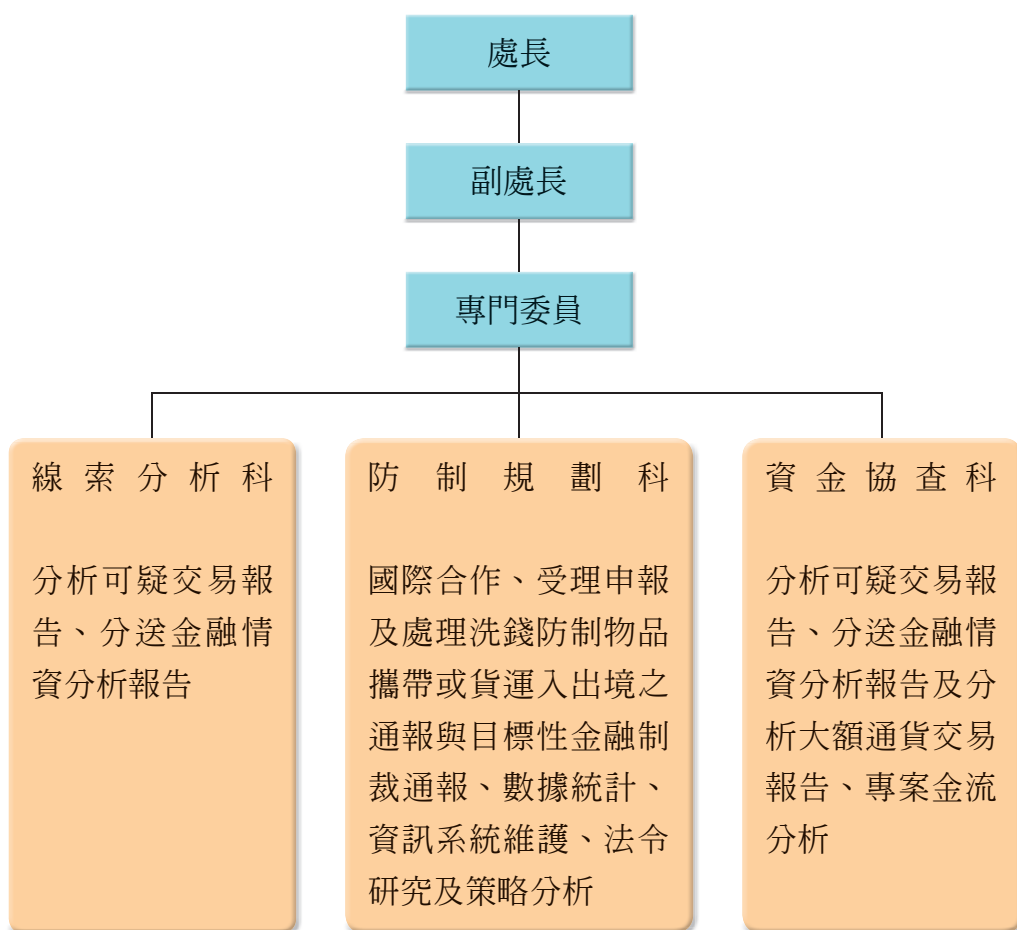 處長
副處長
專門委員
線索分析科
分析可疑交易報
告、分送金融情
資分析報告
防制規劃科
國際合作、受理申報
及處理洗錢防制物品
攜帶或貨運入出境之
通報與目標性金融制
裁通報、數據統計、
資訊系統維護、法令
研究及策略分析
資金協查科
分析可疑交易報
告、分送金融情
資分析報告及分
析大額通貨交易
報告、專案金流
分析